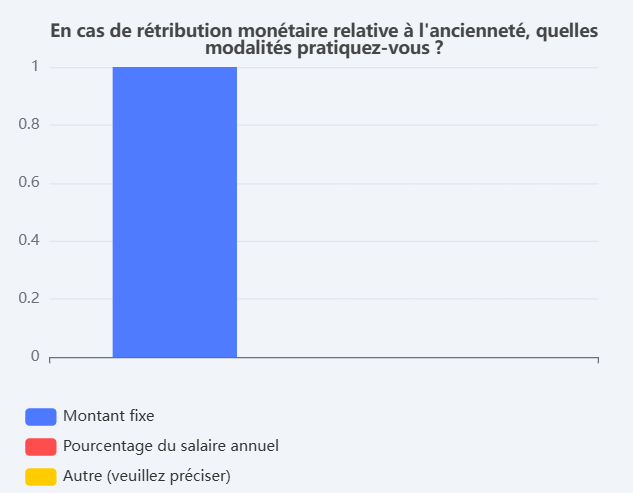 En cas de rétribution monétaire relative à l'ancienneté, quelles
modalités pratiquez-vous ?
1
0.8
0.6
0.4
0.2
0
Montant fixe
Pourcentage du salaire annuel
Autre (veuillez préciser)